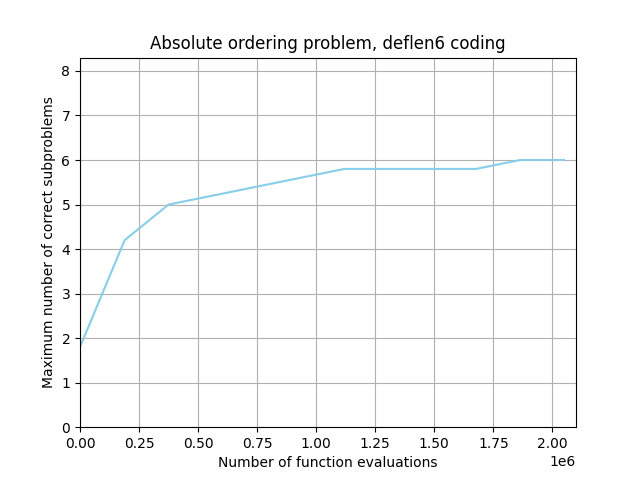 Absolute ordering problem, deflen6 coding
Maximum number of correct subproblems
8
7
6
5
4
3
2
1
0
0.00 0.25 0.50 0.75 1.00 1.25 1.50 1.75 2.00
1e6
Number of function evaluations